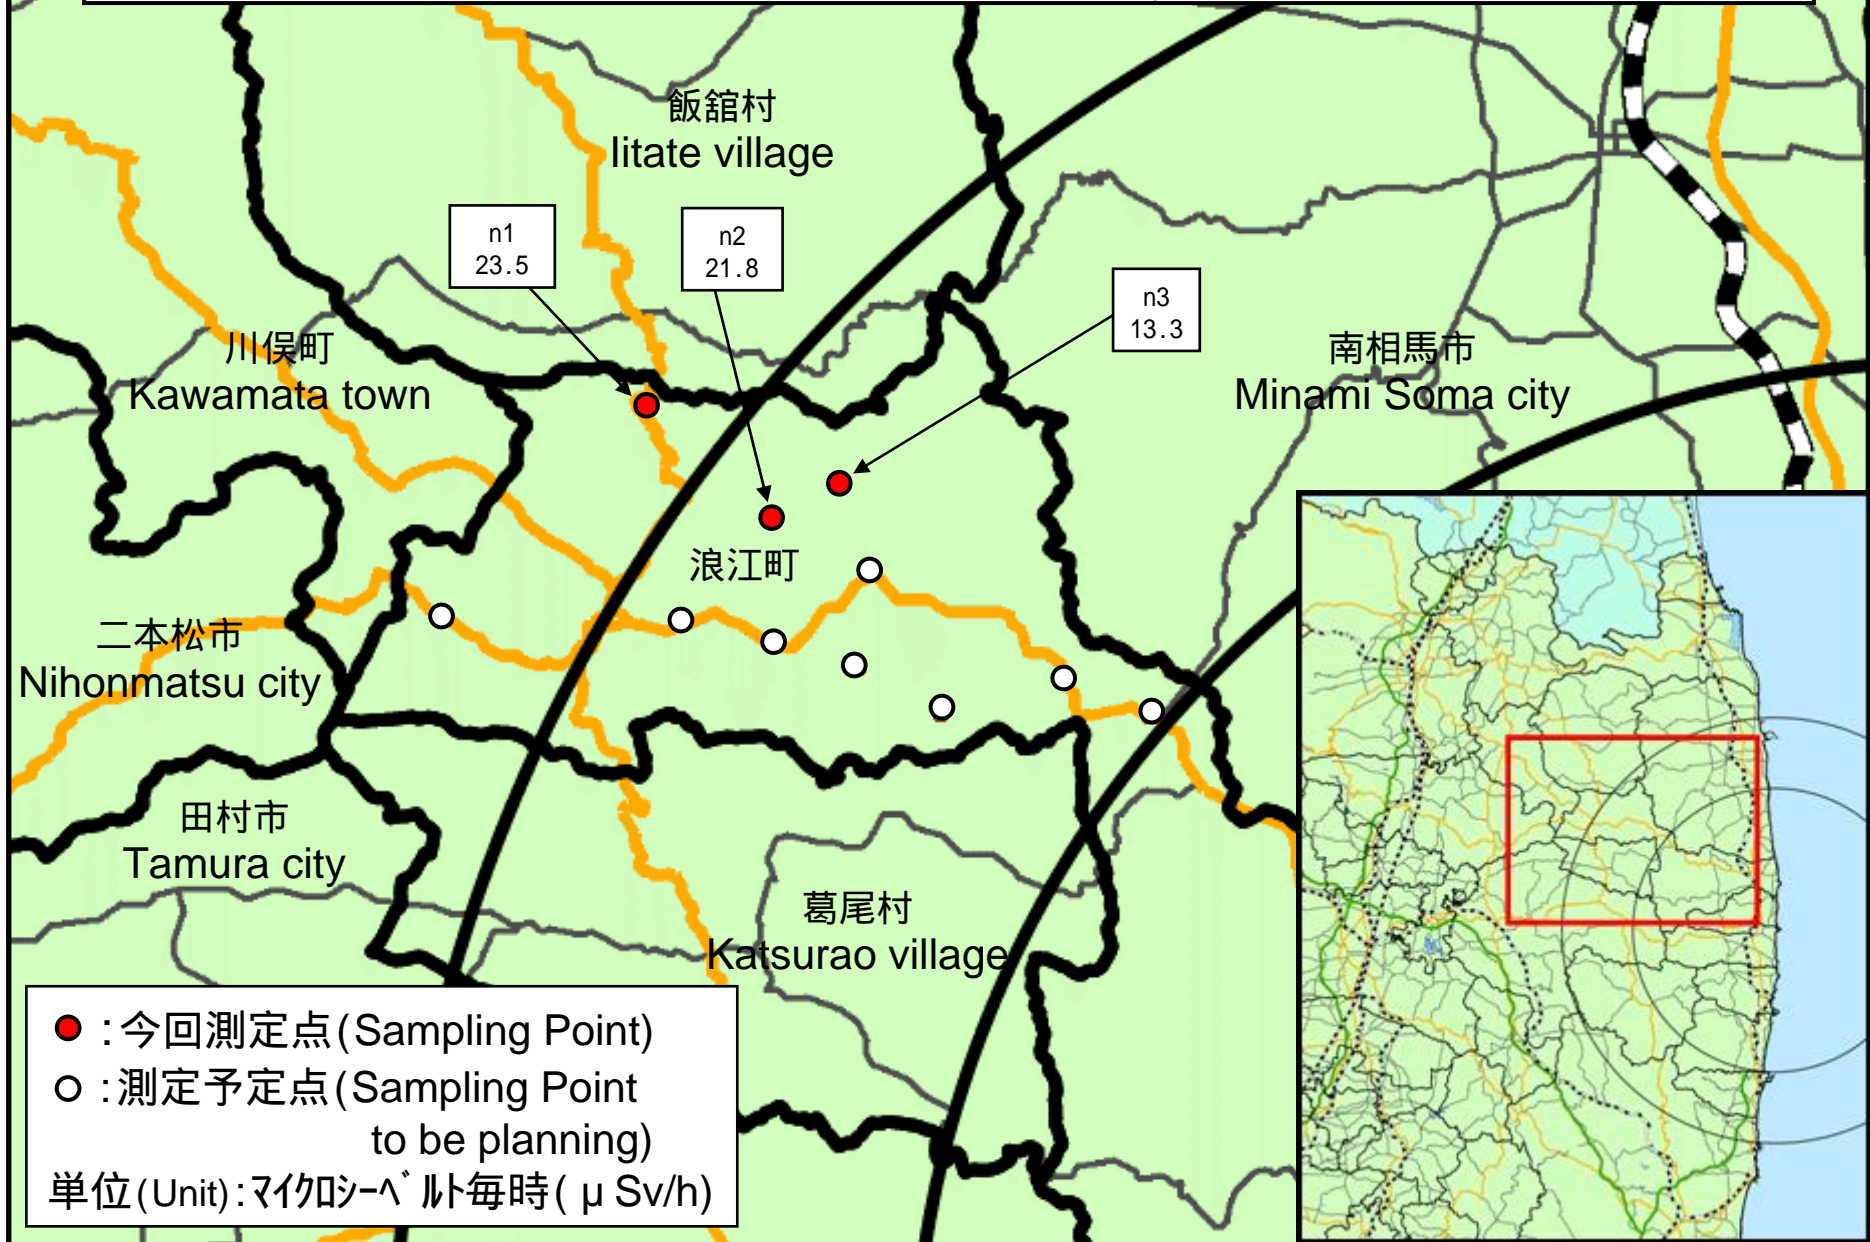 飯舘村
Iitate village
n1
23.5
n2
21.8
n3
13.3
川俣町
Kawamata town
南相馬市
Minami Soma city
浪江町
二本松市
Nihonmatsu city
田村市
Tamura city
葛尾村
Katsurao village
:今回測定点(Sampling Point)
:測定予定点(Sampling Point
to be planning)
単位(Unit):ﾏｲｸﾛｼｰﾍﾞﾙﾄ毎時( μ Sv/h)